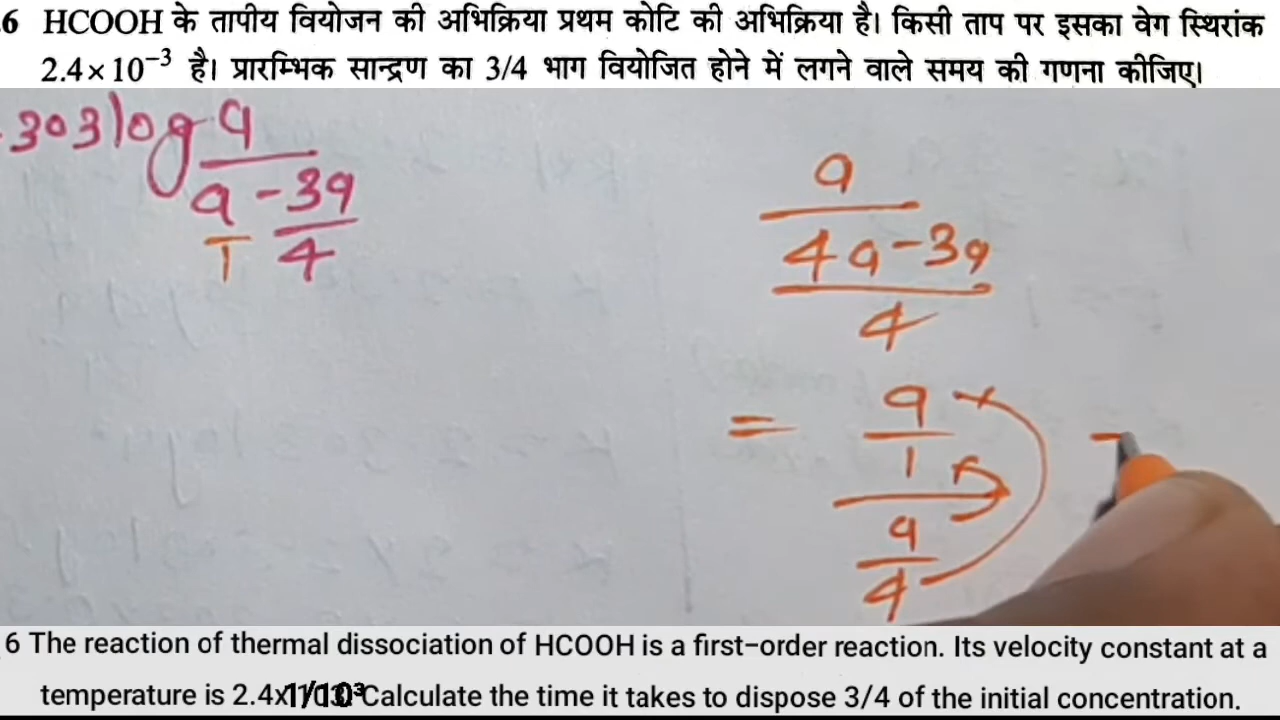 .6 HCOOH के तापीय वियोजन की अभिक्रिया प्रथम कोटि की अभिक्रिया है। किसी ताप पर इसका वेग स्थिरांक
2.4×10⁻³ है। प्रारम्भिक सान्द्रण का 3/4 भाग वियोजित होने में लगने वाले समय की गणना कीजिए।
.303 log a
a - 3a
1 4
a
4a-3a
4
= a
1
a
4
6 The reaction of thermal dissociation of HCOOH is a first-order reaction. Its velocity constant at a
temperature is 2.4x1/10³ Calculate the time it takes to dispose 3/4 of the initial concentration.